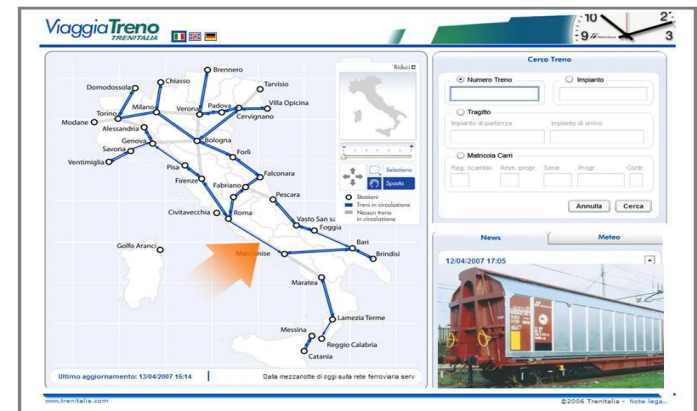 ViaggiaTreno
TRENITALIA
10
2
9
3
Riduci
Brennero
Domodossola
Chiasso
Tarvisio
Milano
Verona
Padova
Villa Opicina
Torino
Cervignano
Modane
Alessandria
Genova
Bologna
Savona
Forlì
Ventimiglia
Pisa
Falconara
Firenze
Fabriano
Pescara
Civitavecchia
Roma
Vasto San
Foggia
Golfo Aranci
Bari
Brindisi
Maratea
Lamezia Terme
Messina
Reggio Calabria
Catania
Seleziona
Sposta
Stazioni
Treni in circolazione
Nessun treno
in circolazione
Ultimo aggiornamento: 13/04/2007 15:14
Dalla mezzanotte di oggi sulla rete ferroviaria serv
Cerca Treno
Numero Treno
Impianto
Tragitto
Impianto di partenza
Impianto di arrivo
Matricola Carri
Reg. scambio
Amm. propr.
Serie
Progr.
Contr.
Annulla
Cerca
News
Meteo
12/04/2007 17:05
www.trenitalia.com
©2006 Trenitalia - Note lega..